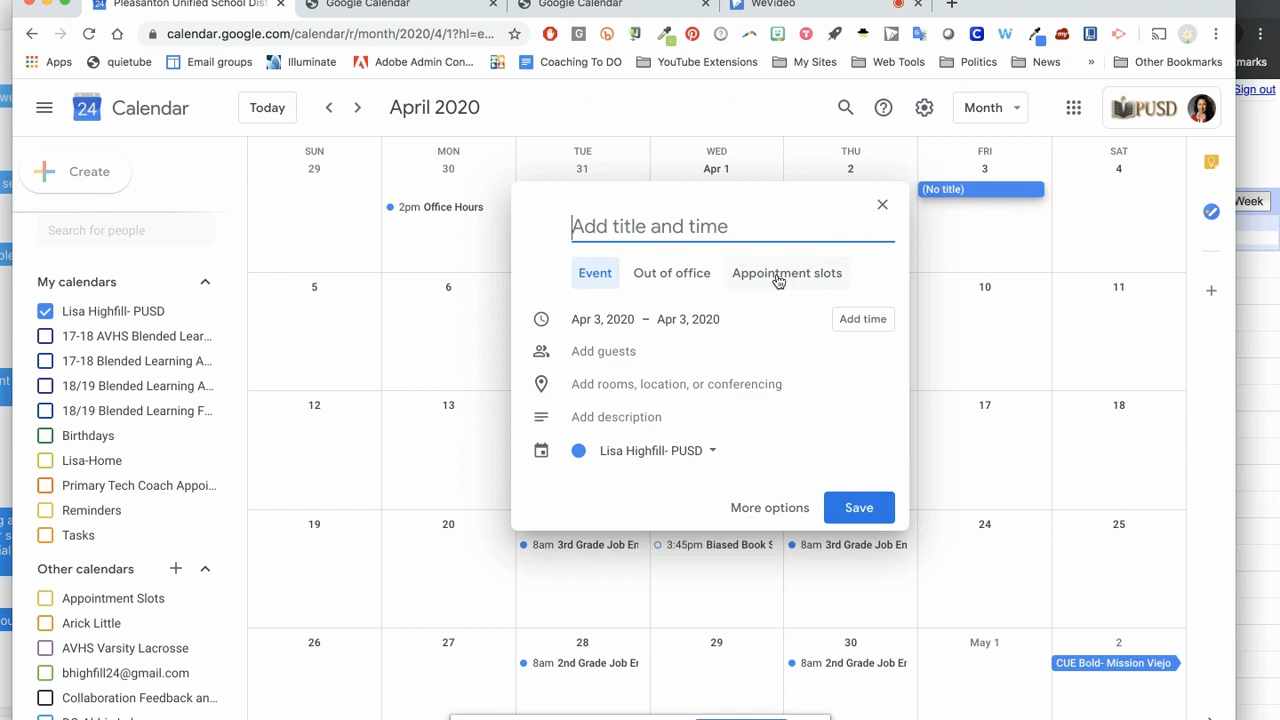 Pleasanton Unified School Dist
Google Calendar
Google Calendar
WeVideo
calendar.google.com/calendar/r/month/2020/4/1?hl=e...
Apps
quietube
Email groups
Illuminate
Adobe Admin Con...
Coaching To DO
YouTube Extensions
My Sites
Web Tools
Politics
News
»
Other Bookmarks
Sign out
24
Calendar
Today
April 2020
Month
PUSD
Week
Create
Search for people
My calendars
Lisa Highfill- PUSD
17-18 AVHS Blended Lear...
17-18 Blended Learning A...
18/19 Blended Learning A...
18/19 Blended Learning F...
Birthdays
Lisa-Home
Primary Tech Coach Appoi...
Reminders
Tasks
Other calendars
Appointment Slots
Arick Little
AVHS Varsity Lacrosse
bhighfill24@gmail.com
Collaboration Feedback an...
SUN MON TUE WED THU FRI SAT
29 30 31 Apr 1 2 3 4
2pm Office Hours
(No title)
Add title and time
Event
Out of office
Appointment slots
Apr 3, 2020 – Apr 3, 2020
Add time
Add guests
Add rooms, location, or conferencing
Add description
Lisa Highfill- PUSD
More options
Save
5 6 10 11
12 13 17 18
19 20 24 25
8am 3rd Grade Job En
3:45pm Biased Book S
8am 3rd Grade Job En
26 27 28 29 30 May 1 2
8am 2nd Grade Job En
8am 2nd Grade Job Er
CUE Bold- Mission Viejo